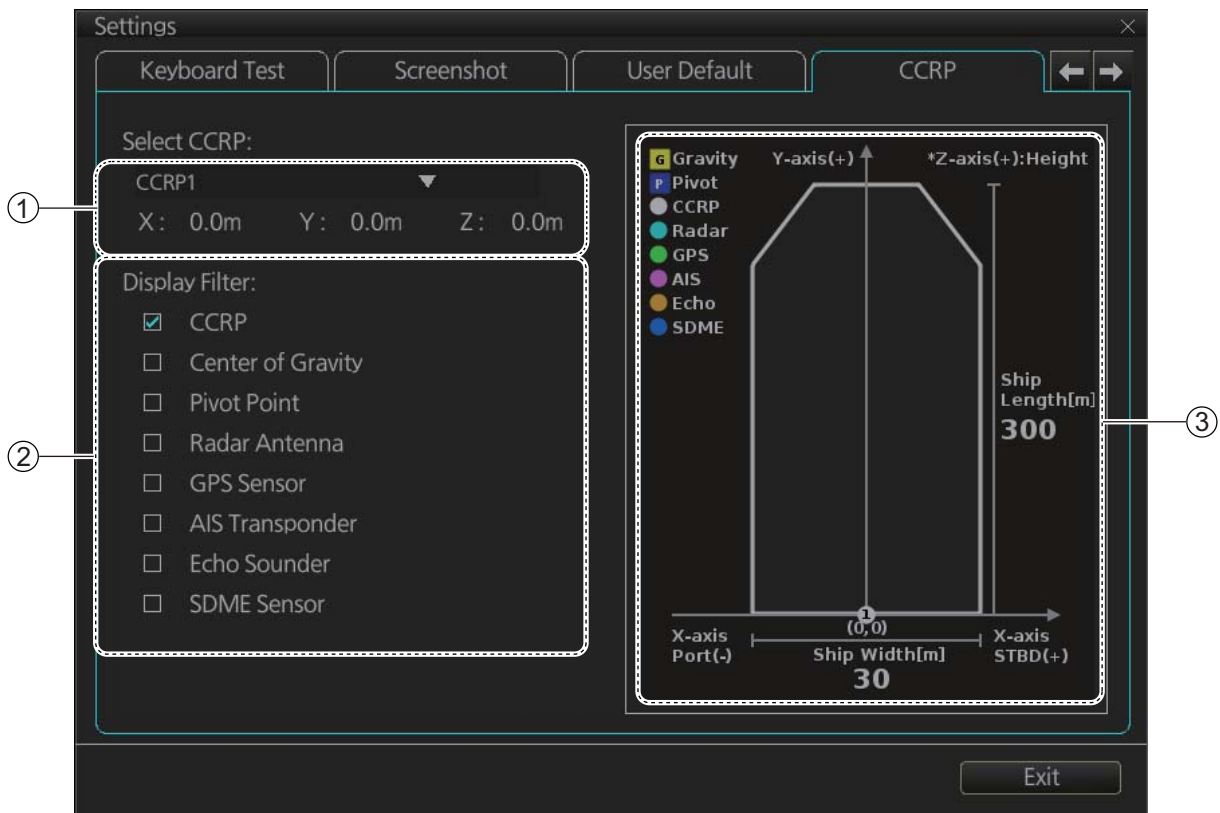 Settings
Keyboard Test
Screenshot
User Default
CCRP
Select CCRP:
CCRP1
X: 0.0m Y: 0.0m Z: 0.0m
1
Display Filter:
CCRP
Center of Gravity
Pivot Point
Radar Antenna
GPS Sensor
AIS Transponder
Echo Sounder
SDME Sensor
2
G Gravity
P Pivot
CCRP
Radar
GPS
AIS
Echo
SDME
Y-axis(+)
*Z-axis(+):Height
Ship
Length[m]
300
3
1
(0,0)
X-axis
Port(-)
Ship Width[m]
30
X-axis
STBD(+)
Exit